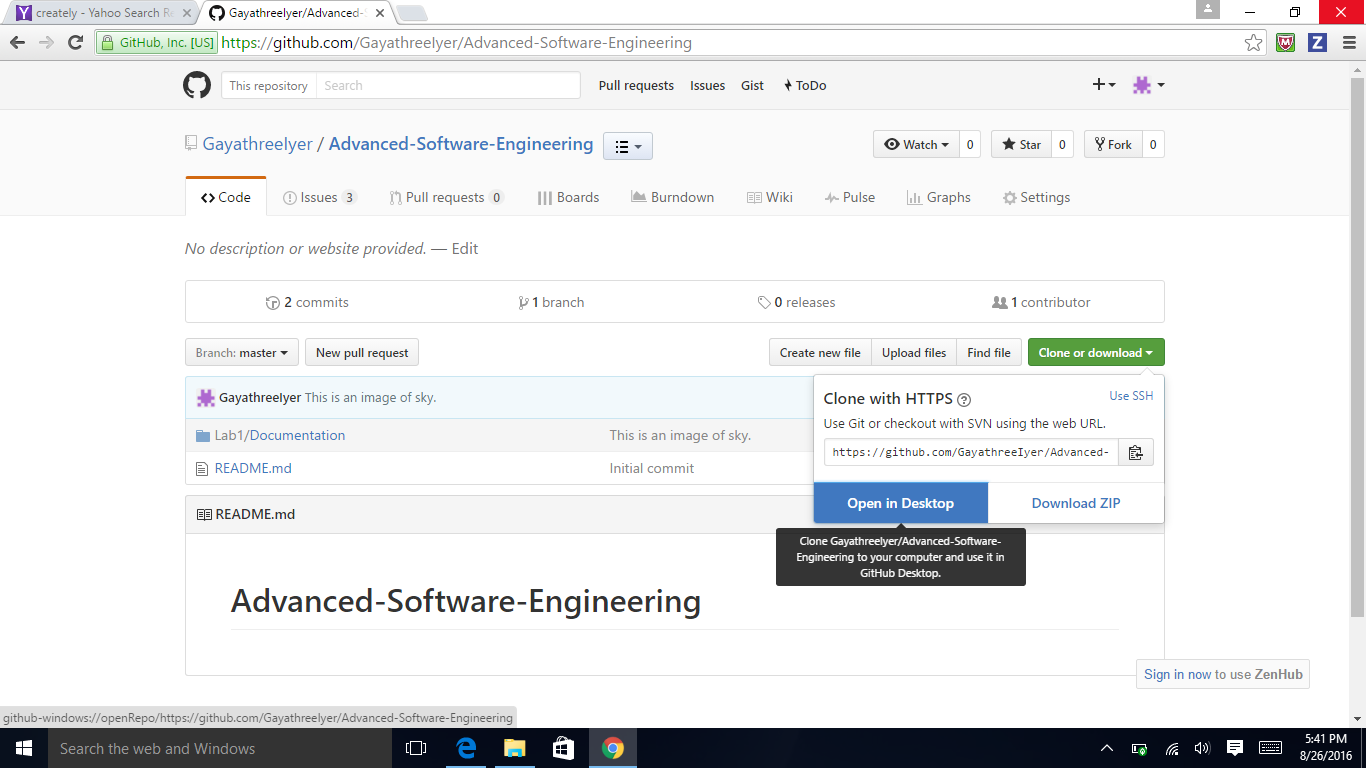 creately - Yahoo Search Re
GayathreeIyer/Advanced-S
GitHub, Inc. [US] https://github.com/GayathreeIyer/Advanced-Software-Engineering
This repository Search Pull requests Issues Gist ToDo
GayathreeIyer / Advanced-Software-Engineering
Watch 0 Star 0 Fork 0
Code Issues 3 Pull requests 0 Boards Burndown Wiki Pulse Graphs Settings
No description or website provided. — Edit
2 commits 1 branch 0 releases 1 contributor
Branch: master New pull request Create new file Upload files Find file Clone or download
GayathreeIyer This is an image of sky.
Lab1/Documentation This is an image of sky.
README.md Initial commit
Clone with HTTPS Use SSH
Use Git or checkout with SVN using the web URL.
https://github.com/GayathreeIyer/Advanced-
Open in Desktop Download ZIP
Clone GayathreeIyer/Advanced-Software-
Engineering to your computer and use it in
GitHub Desktop.
README.md
Advanced-Software-Engineering
Sign in now to use ZenHub
github-windows://openRepo/https://github.com/GayathreeIyer/Advanced-Software-Engineering
Search the web and Windows
5:41 PM
8/26/2016